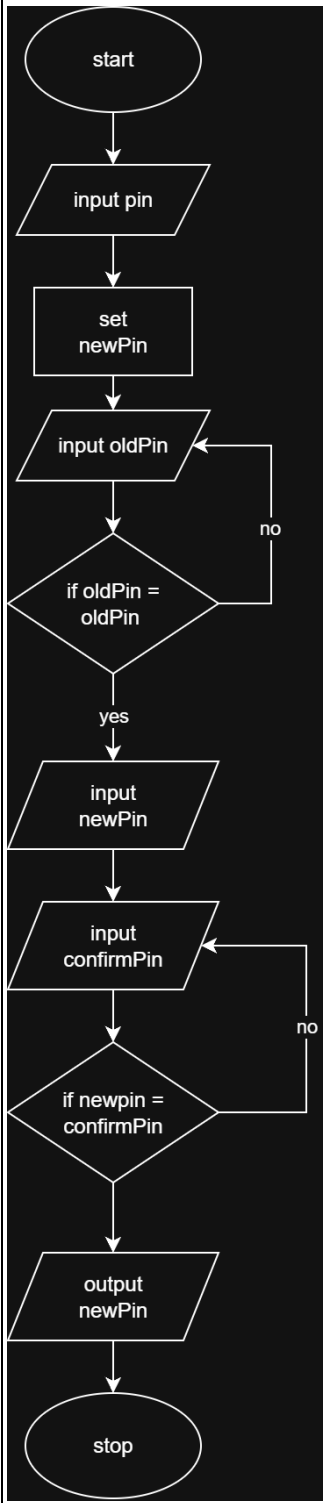 start
input pin
set
newPin
input oldPin
no
if oldPin =
oldPin
yes
input
newPin
input
confirmPin
no
if newpin =
confirmPin
output
newPin
stop